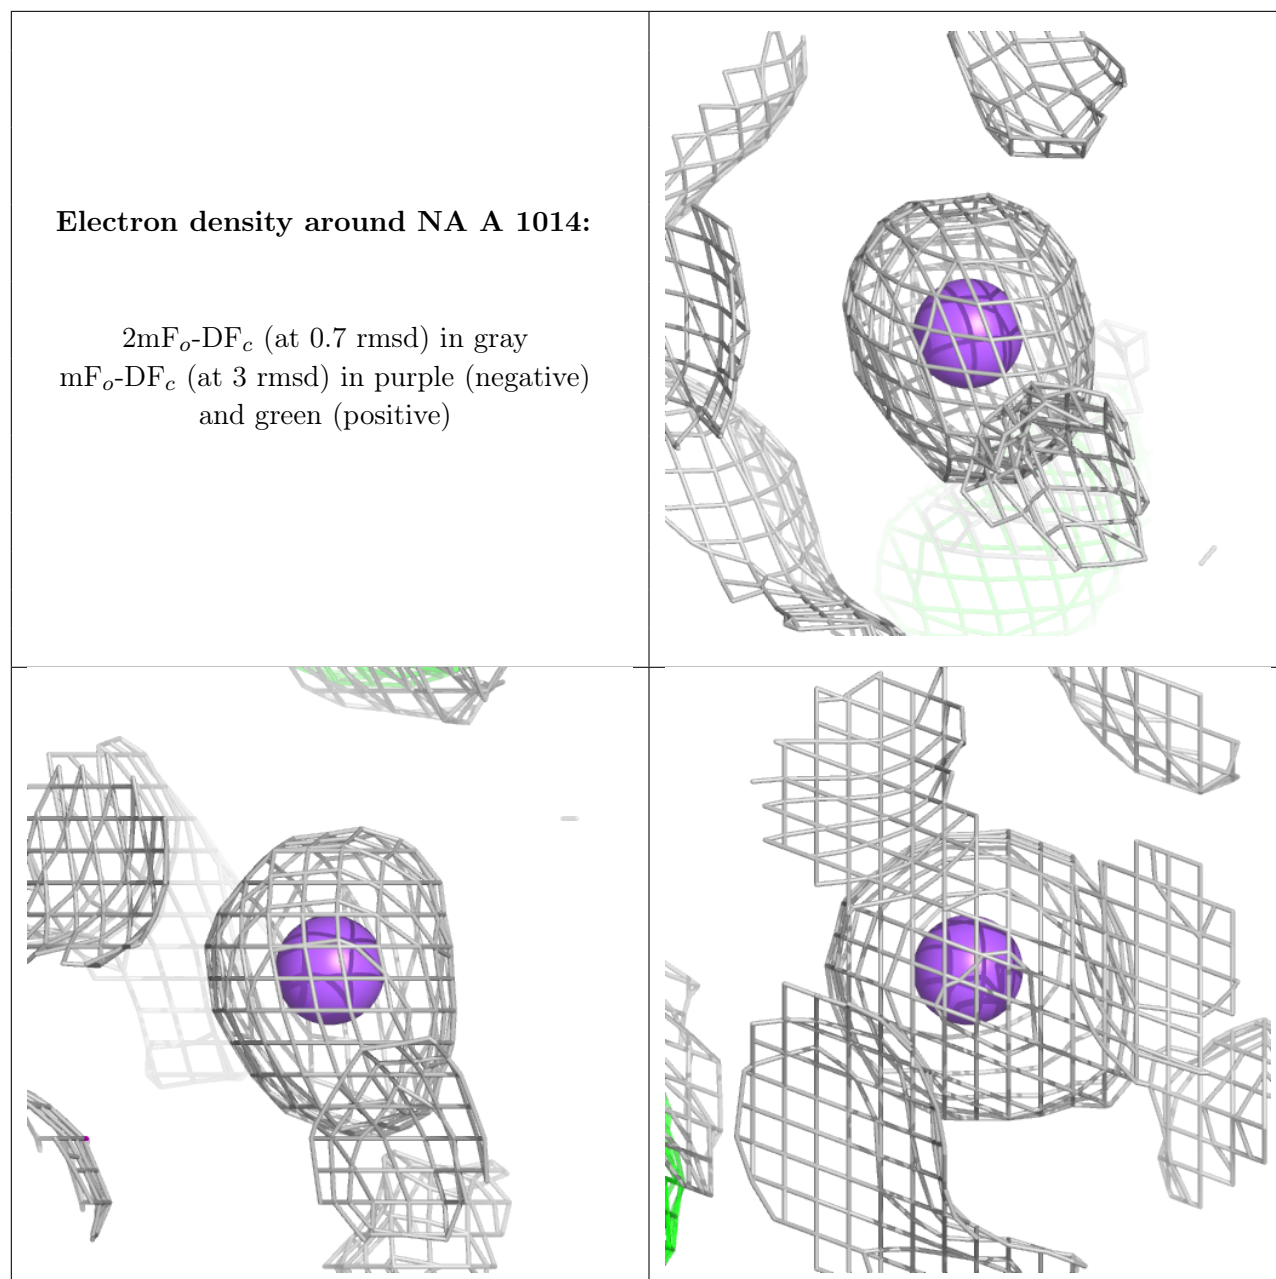 Electron density around NA A 1014:
2mFo-DFc (at 0.7 rmsd) in gray
mFo-DFc (at 3 rmsd) in purple (negative)
and green (positive)